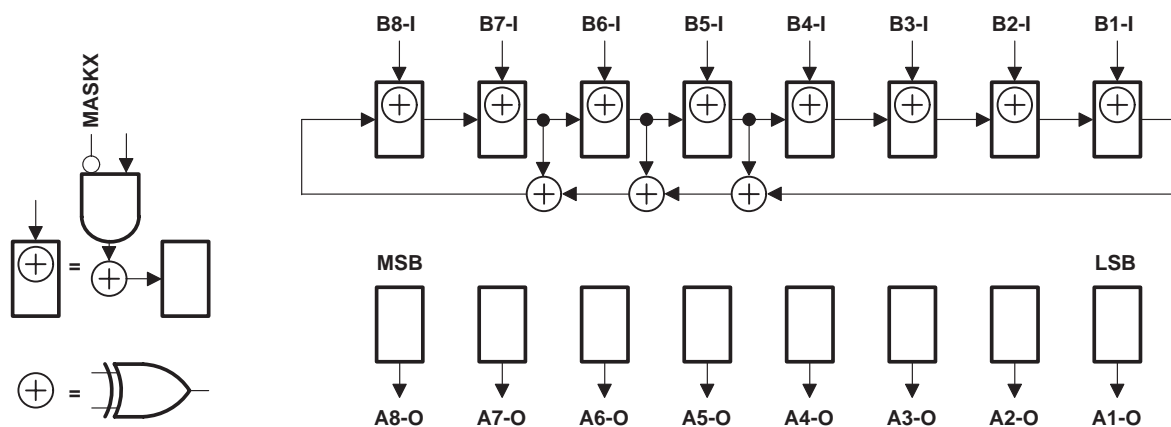 B8-I B7-I B6-I B5-I B4-I B3-I B2-I B1-I
MASKX
=
MSB LSB
=
A8-O A7-O A6-O A5-O A4-O A3-O A2-O A1-O